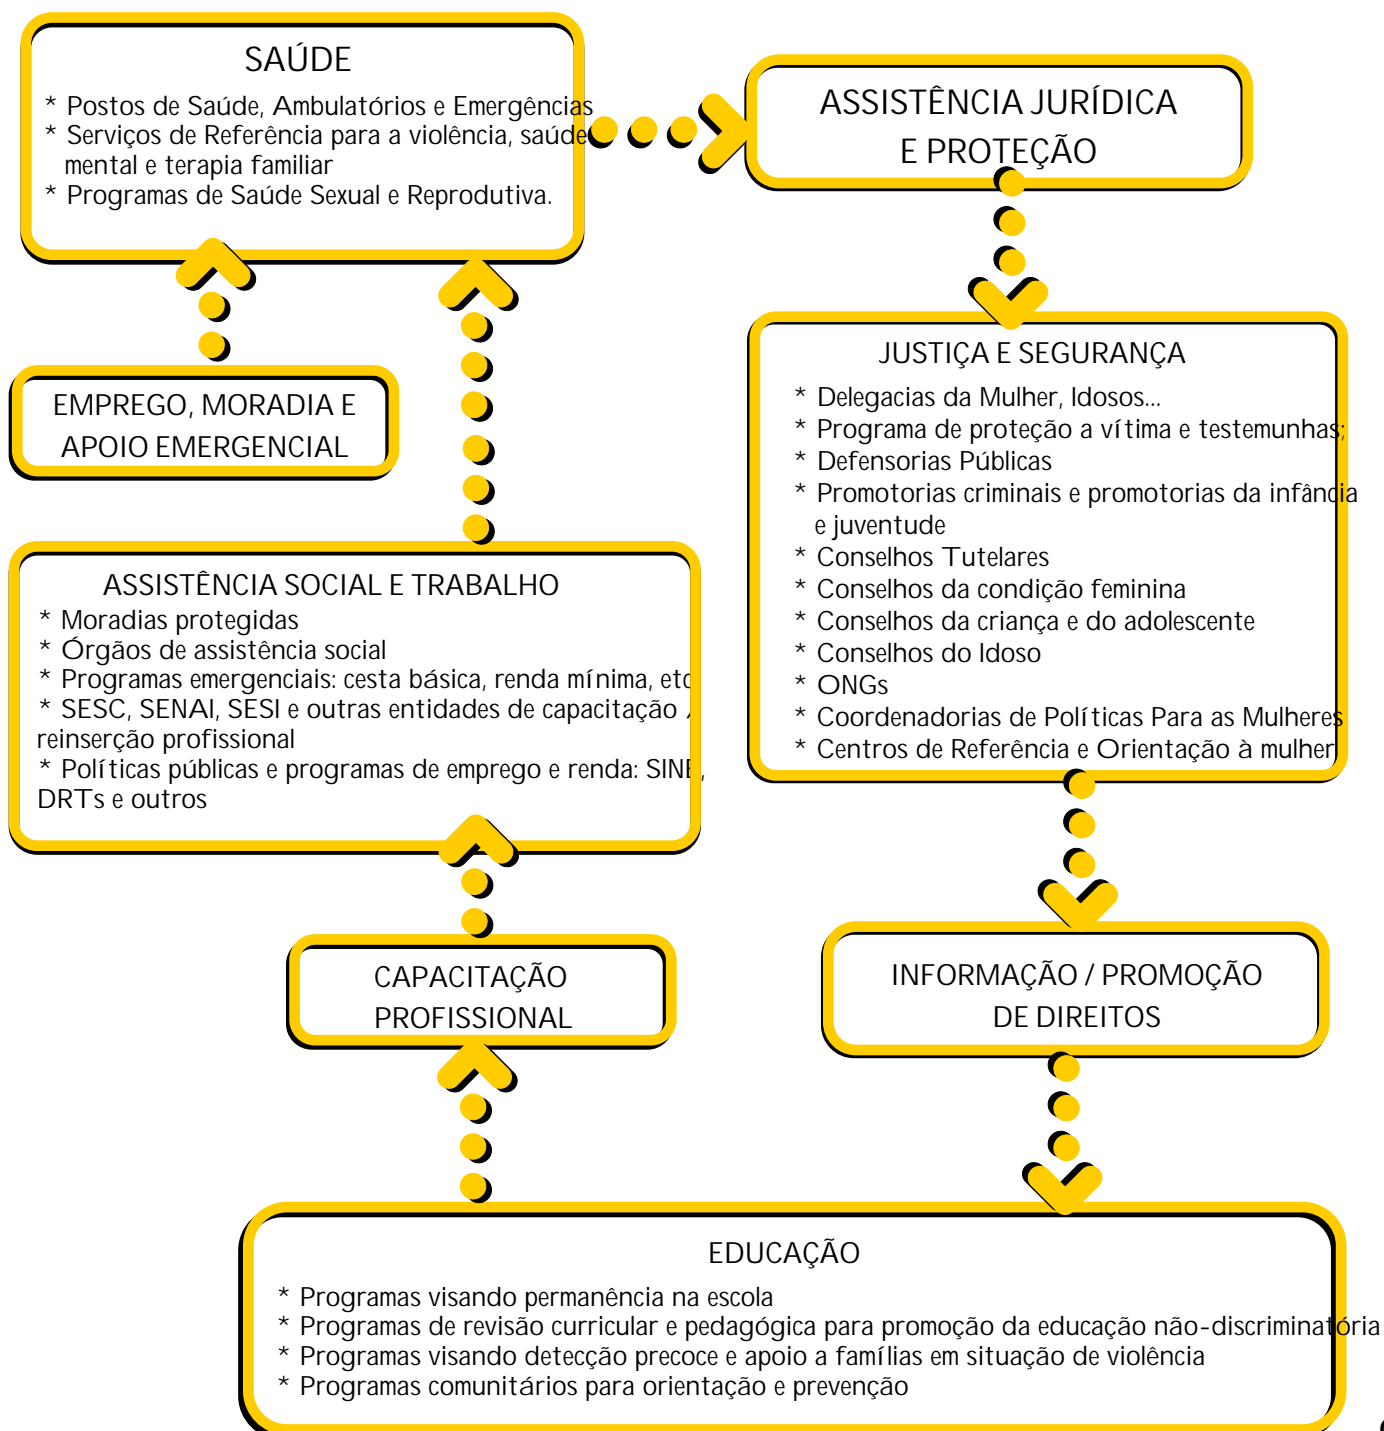 SAÚDE
* Postos de Saúde, Ambulatórios e Emergências
* Serviços de Referência para a violência, saúde
mental e terapia familiar
* Programas de Saúde Sexual e Reprodutiva.
ASSISTÊNCIA JURÍDICA
E PROTEÇÃO
EMPREGO, MORADIA E
APOIO EMERGENCIAL
JUSTIÇA E SEGURANÇA
* Delegacias da Mulher, Idosos...
* Programa de proteção a vítima e testemunhas;
* Defensorias Públicas
* Promotorias criminais e promotorias da infância
e juventude
* Conselhos Tutelares
* Conselhos da condição feminina
* Conselhos da criança e do adolescente
* Conselhos do Idoso
* ONGs
* Coordenadorias de Políticas Para as Mulheres
* Centros de Referência e Orientação à mulher
ASSISTÊNCIA SOCIAL E TRABALHO
* Moradias protegidas
* Órgãos de assistência social
* Programas emergenciais: cesta básica, renda mínima, etc
* SESC, SENAI, SESI e outras entidades de capacitação /
reinserção profissional
* Políticas públicas e programas de emprego e renda: SINE,
DRTs e outros
CAPACITAÇÃO
PROFISSIONAL
INFORMAÇÃO / PROMOÇÃO
DE DIREITOS
EDUCAÇÃO
* Programas visando permanência na escola
* Programas de revisão curricular e pedagógica para promoção da educação não-discriminatória
* Programas visando detecção precoce e apoio a famílias em situação de violência
* Programas comunitários para orientação e prevenção